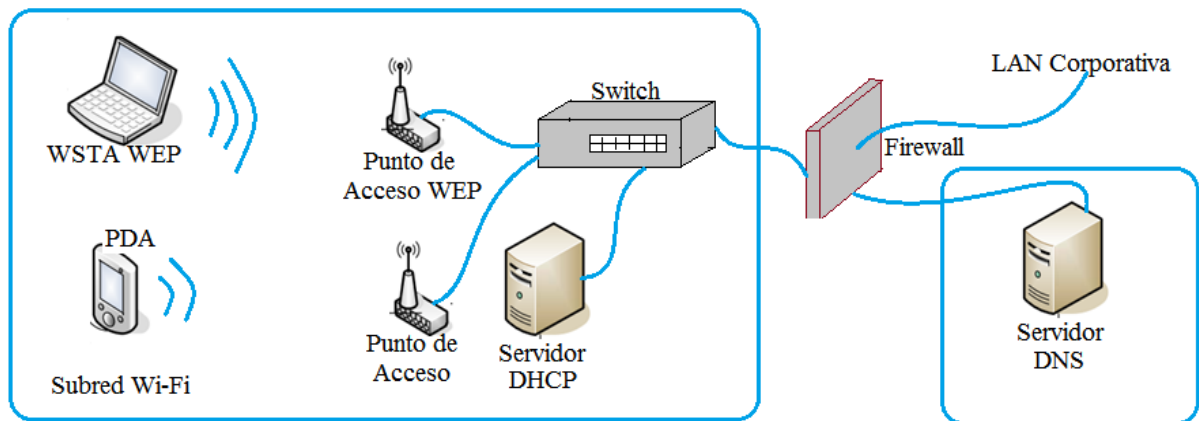 WSTA WEP
Punto de
Acceso WEP
Switch
LAN Corporativa
Firewall
PDA
Punto de
Acceso
Servidor
DHCP
Servidor
DNS
Subred Wi-Fi